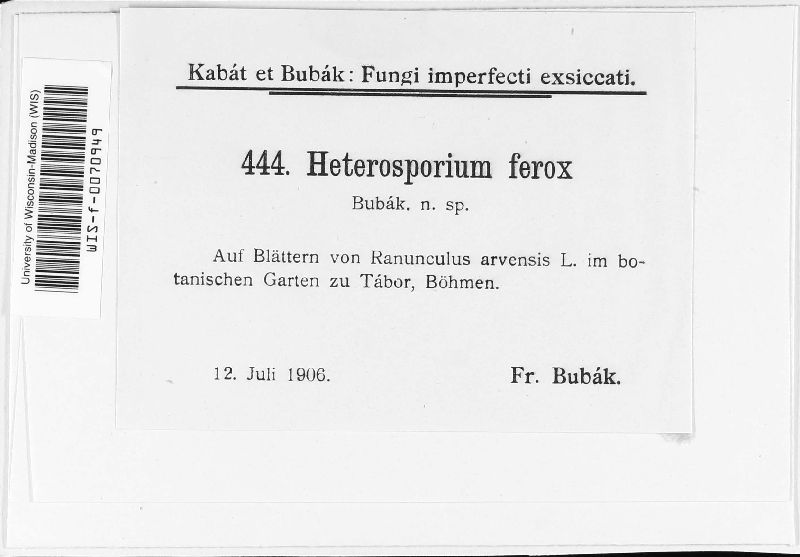 Kabát et Bubák: Fungi imperfecti exsiccati.
444. Heterosporium ferox
Bubák. n. sp.
Auf Blättern von Ranunculus arvensis L. im bo-
tanischen Garten zu Tábor, Böhmen.
12. Juli 1906.
Fr. Bubák.
University of Wisconsin-Madison (WIS)
WIS-f-0070949